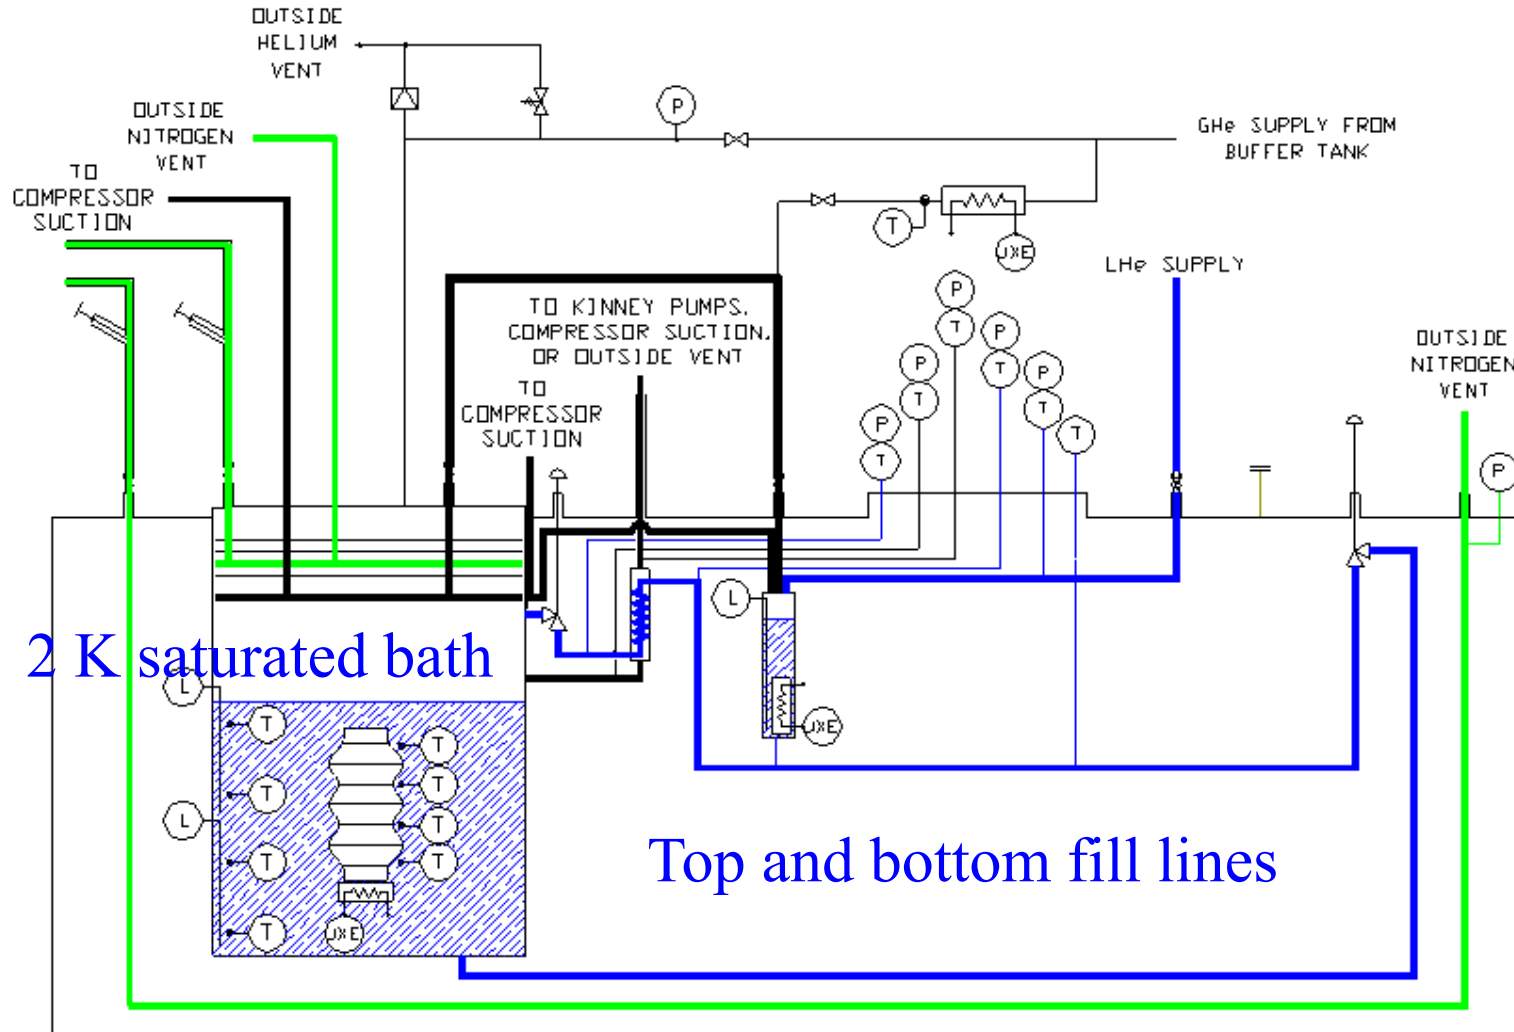 OUTSIDE
HELIUM
VENT
OUTSIDE
NITROGEN
VENT
TO
COMPRESSOR
SUCTION
P
GHe SUPPLY FROM
BUFFER TANK
T
JXE
LHe SUPPLY
TO KINNEY PUMPS,
COMPRESSOR SUCTION,
OR OUTSIDE VENT
TO
COMPRESSOR
SUCTION
P
T
P
T
P
T
P
T
P
T
T
OUTSIDE
NITROGEN
VENT
P
L
2 K saturated bath
L
T
T
T
T
L
T
T
T
T
JXE
JXE
Top and bottom fill lines